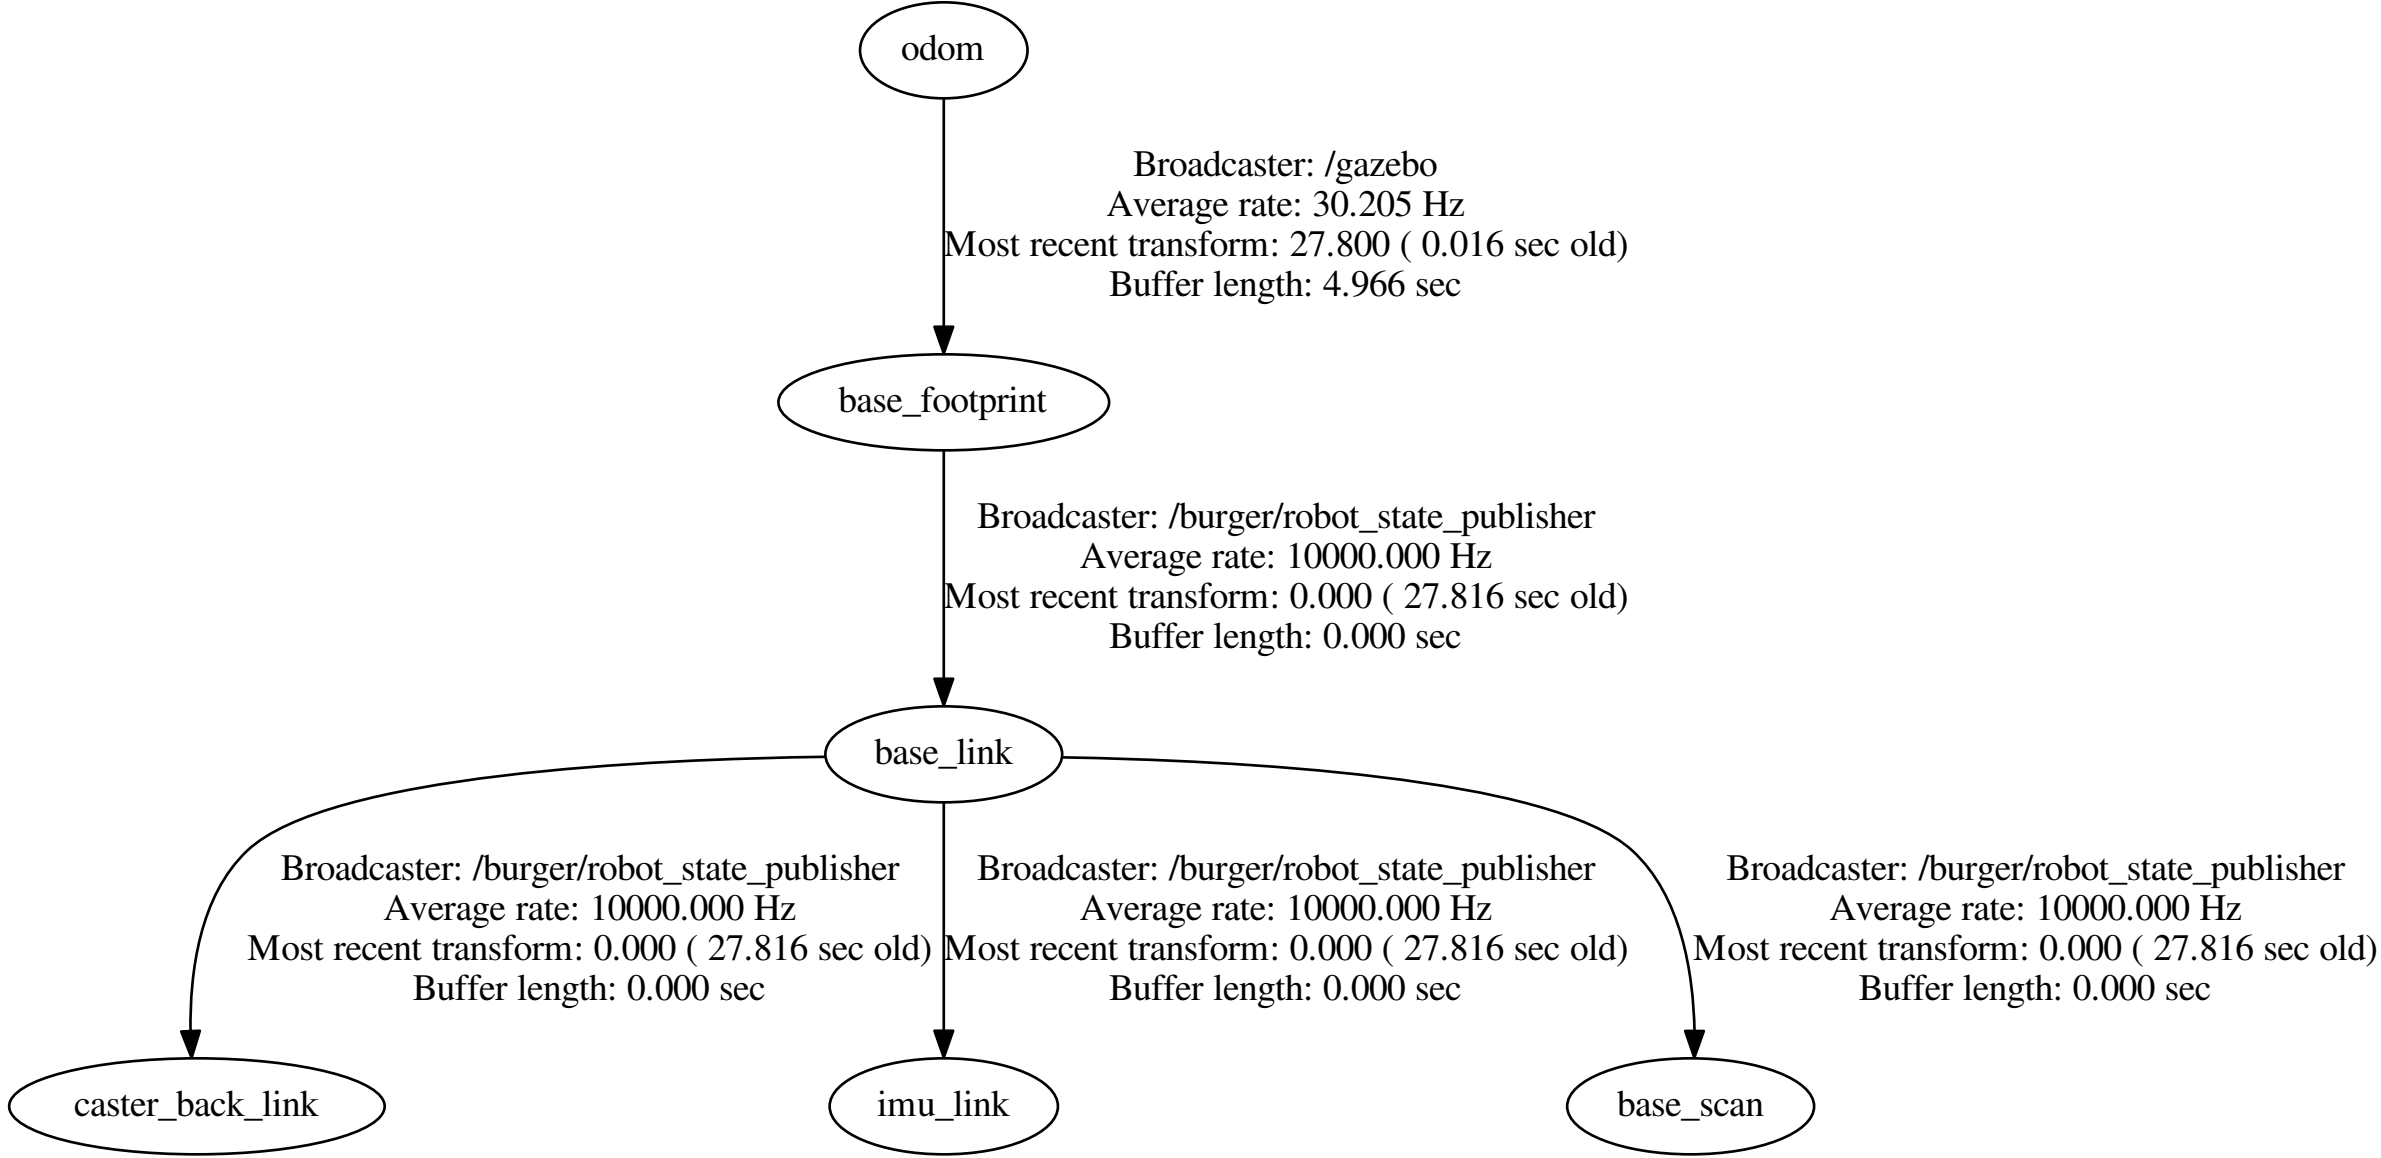 odom
Broadcaster: /gazebo
Average rate: 30.205 Hz
Most recent transform: 27.800 ( 0.016 sec old)
Buffer length: 4.966 sec
base_footprint
Broadcaster: /burger/robot_state_publisher
Average rate: 10000.000 Hz
Most recent transform: 0.000 ( 27.816 sec old)
Buffer length: 0.000 sec
base_link
Broadcaster: /burger/robot_state_publisher
Average rate: 10000.000 Hz
Most recent transform: 0.000 ( 27.816 sec old)
Buffer length: 0.000 sec
Broadcaster: /burger/robot_state_publisher
Average rate: 10000.000 Hz
Most recent transform: 0.000 ( 27.816 sec old)
Buffer length: 0.000 sec
Broadcaster: /burger/robot_state_publisher
Average rate: 10000.000 Hz
Most recent transform: 0.000 ( 27.816 sec old)
Buffer length: 0.000 sec
caster_back_link
imu_link
base_scan